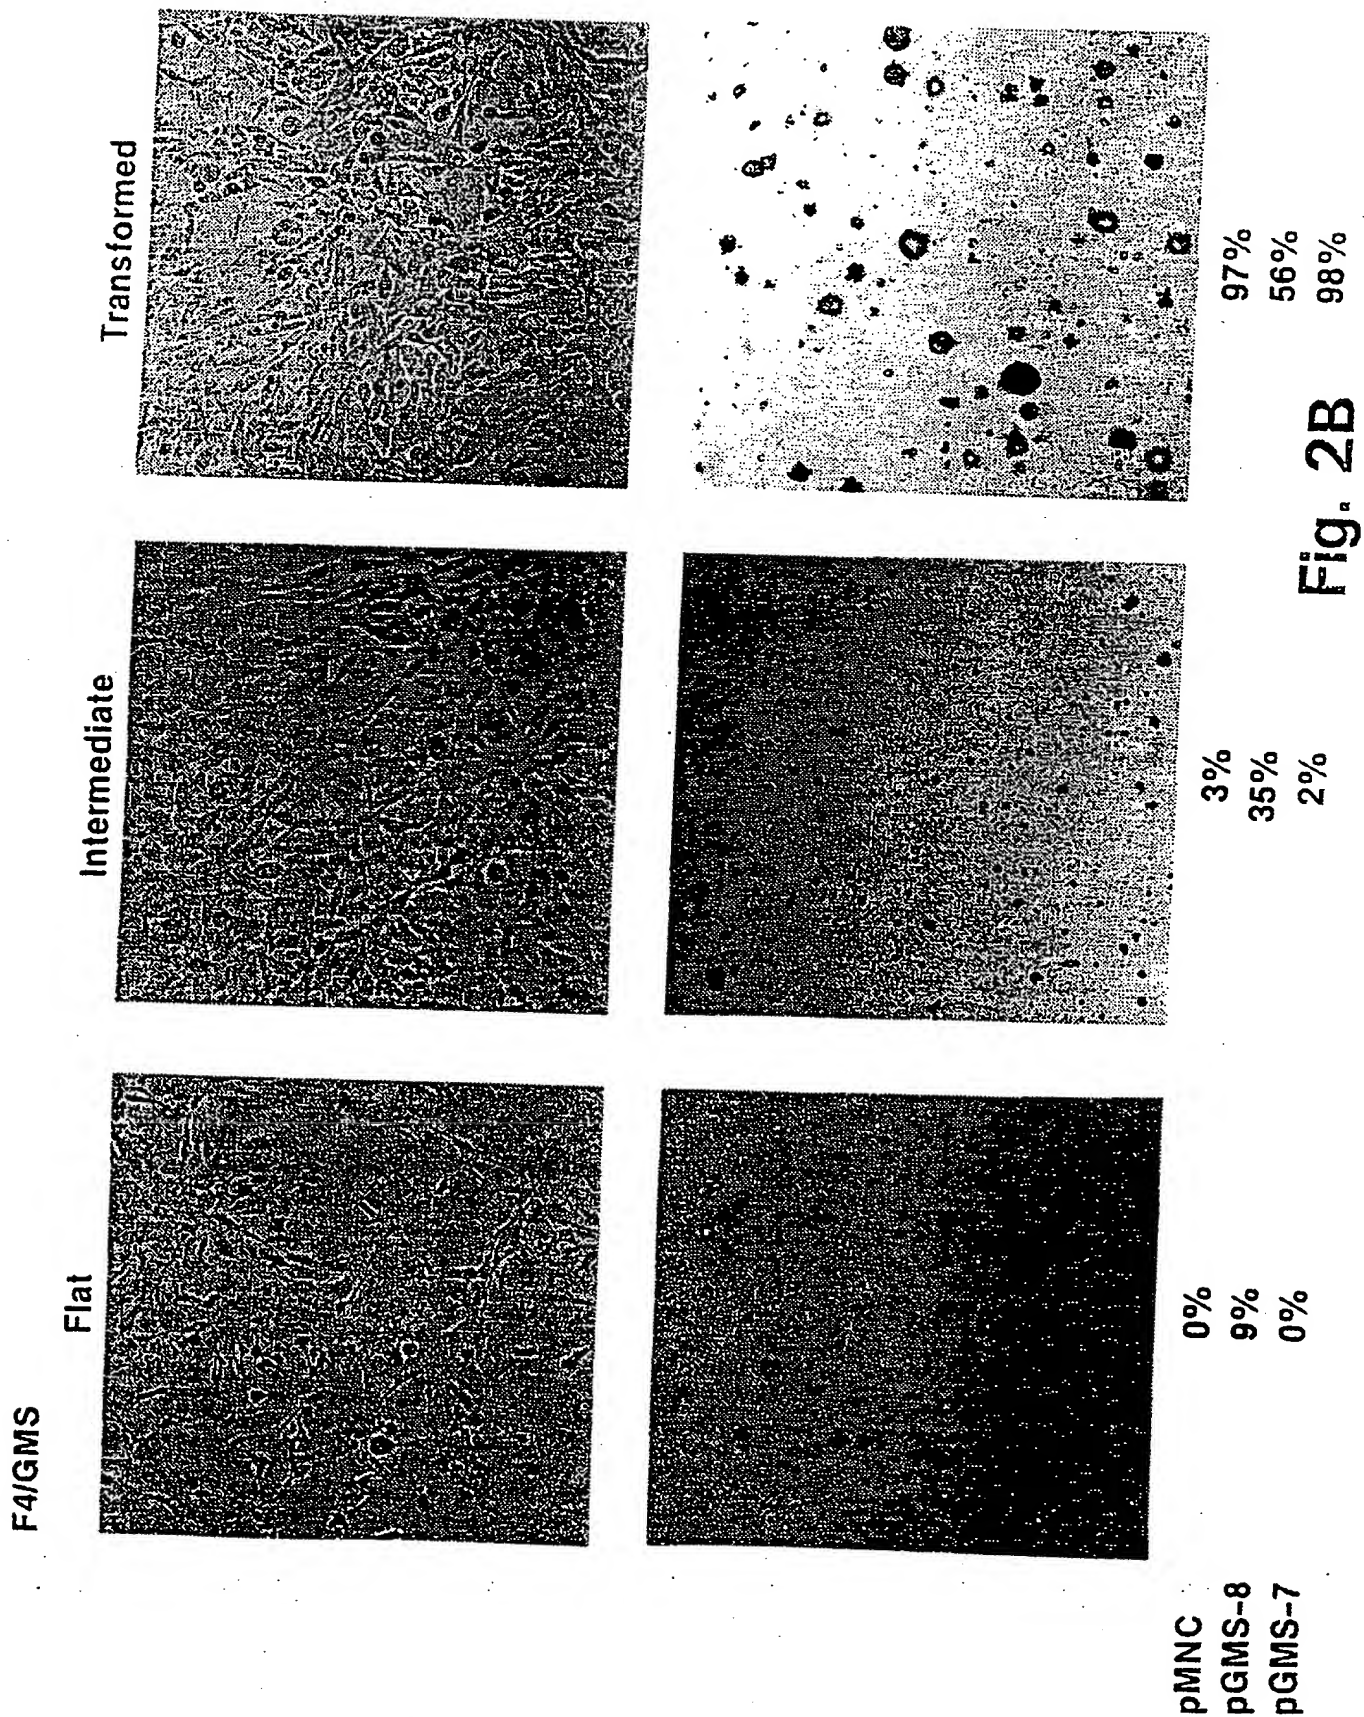 F4/GMS
Flat Intermediate Transformed
pMNC 0% 3% 97%
pGMS-8 9% 35% 56%
pGMS-7 0% 2% 98%
Fig. 2B